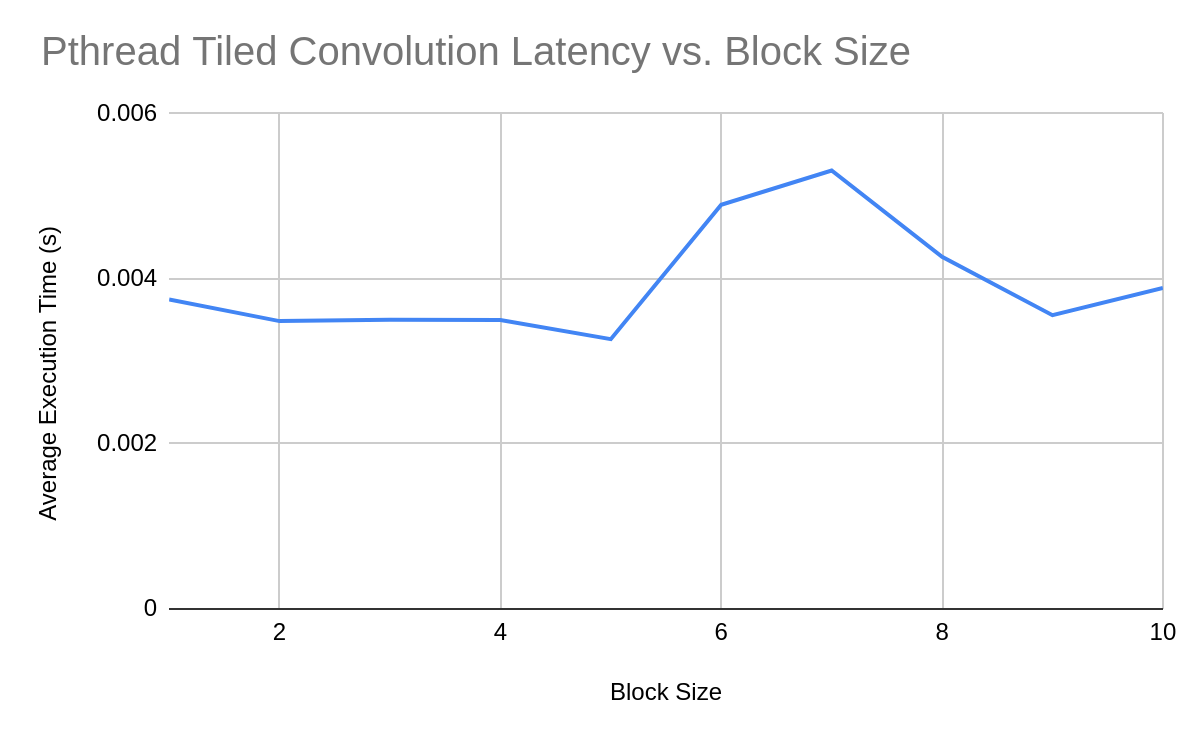 Pthread Tiled Convolution Latency vs. Block Size
Average Execution Time (s)
0.006
0.004
0.002
0
2 4 6 8 10
Block Size